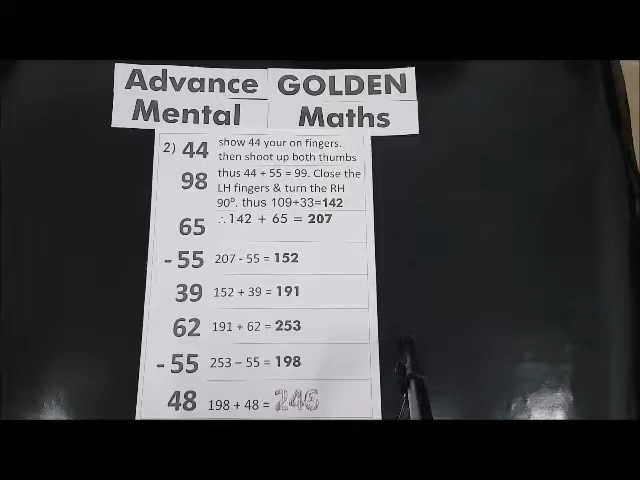 Advance GOLDEN
Mental Maths
2) 44 show 44 your on fingers.
then shoot up both thumbs
98 thus 44 + 55 = 99. Close the
LH fingers & turn the RH
90°. thus 109+33=142
65 ∴142 + 65 = 207
- 55 207 - 55 = 152
39 152 + 39 = 191
62 191 + 62 = 253
- 55 253 – 55 = 198
48 198 + 48 = 246